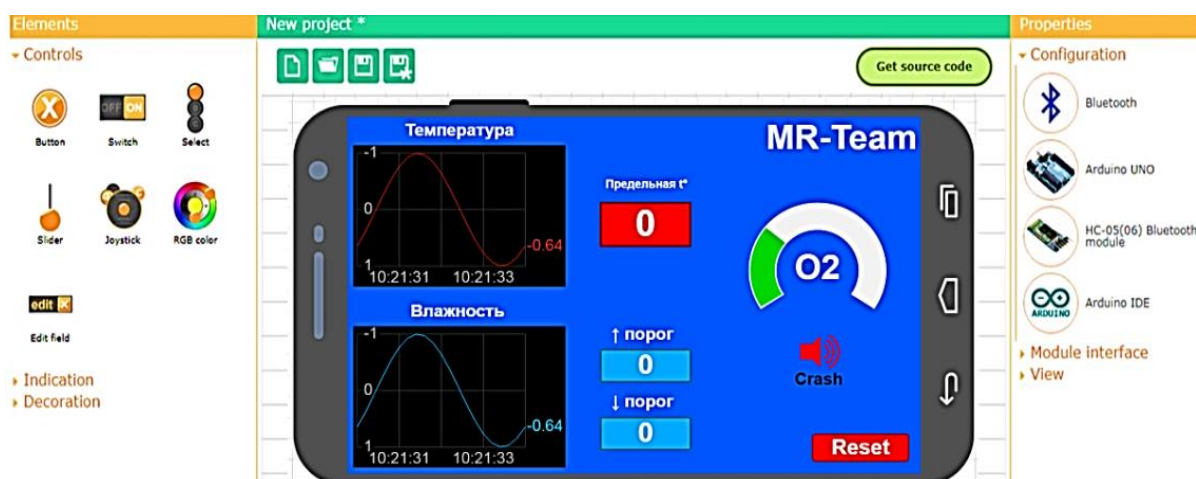 Elements
Controls
Button
Switch
OFF ON
Select
Slider
Joystick
RGB color
edit
Edit field
Indication
Decoration
New project *
Get source code
Температура
-1
0
1
-0.64
10:21:31 10:21:33
Влажность
-1
0
1
-0.64
10:21:31 10:21:33
Предельная t°
0
↑ порог
0
↓ порог
0
MR-Team
O2
Crash
Reset
Properties
Configuration
Bluetooth
Arduino UNO
HC-05(06) Bluetooth
module
ARDUINO
Arduino IDE
Module interface
View